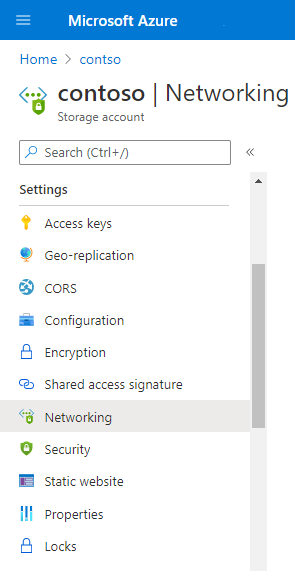 Microsoft Azure
Home > contso
contoso | Networking
Storage account
Search (Ctrl+/)
Settings
Access keys
Geo-replication
CORS
Configuration
Encryption
Shared access signature
Networking
Security
Static website
Properties
Locks